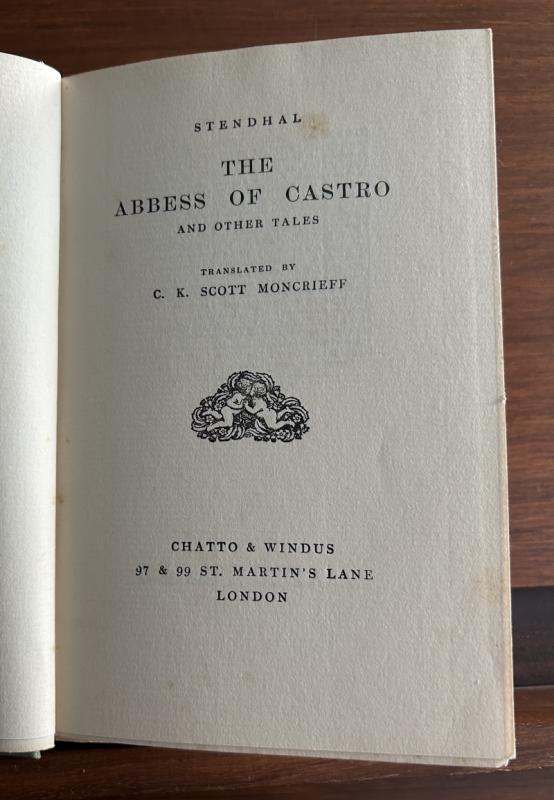 STENDHAL
THE
ABBESS OF CASTRO
AND OTHER TALES
TRANSLATED BY
C. K. SCOTT MONCRIEFF
CHATTO & WINDUS
97 & 99 ST. MARTIN'S LANE
LONDON